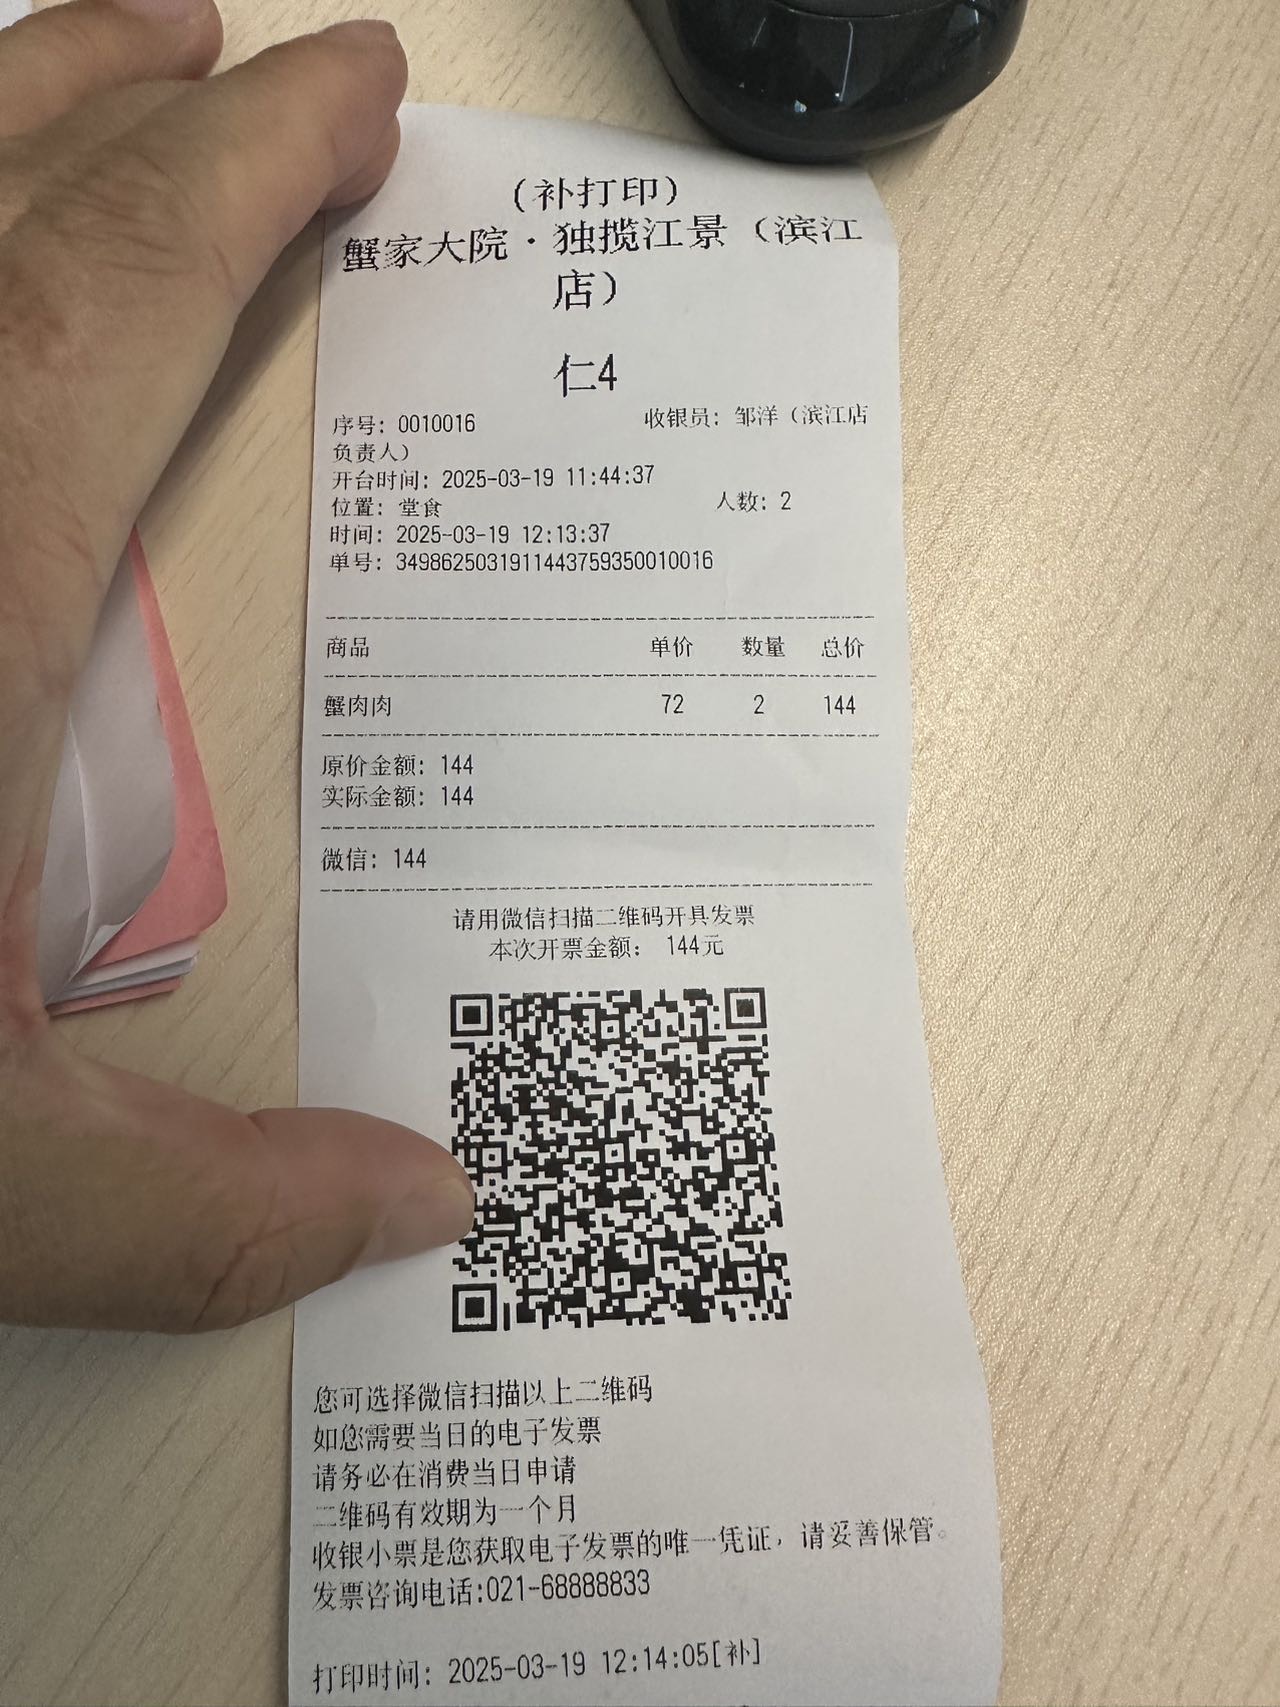 (补打印)
蟹家大院·独揽江景（滨江
店）
仁4
序号: 0010016 收银员: 邹洋（滨江店
负责人）
开台时间: 2025-03-19 11:44:37
位置: 堂食 人数: 2
时间: 2025-03-19 12:13:37
单号: 3498625031911443759350010016
商品 单价 数量 总价
蟹肉肉 72 2 144
原价金额: 144
实际金额: 144
微信: 144
请用微信扫描二维码开具发票
本次开票金额: 144元
您可选择微信扫描以上二维码
如您需要当日的电子发票
请务必在消费当日申请
二维码有效期为一个月
收银小票是您获取电子发票的唯一凭证，请妥善保管。
发票咨询电话:021-68888833
打印时间: 2025-03-19 12:14:05[补]